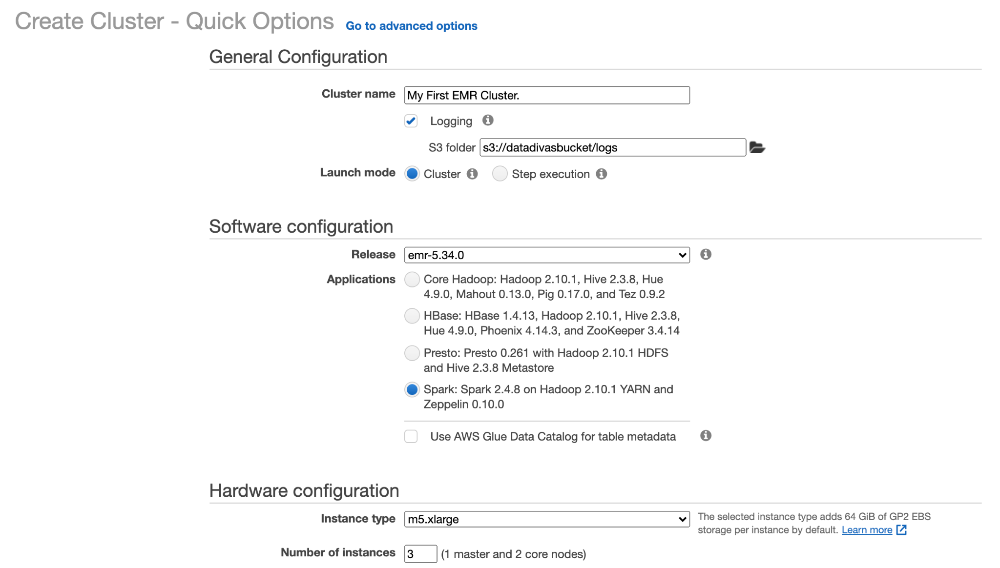 Create Cluster - Quick Options Go to advanced options
General Configuration
Cluster name My First EMR Cluster.
Logging
S3 folder s3://datadivasbucket/logs
Launch mode Cluster Step execution
Software configuration
Release emr-5.34.0
Applications Core Hadoop: Hadoop 2.10.1, Hive 2.3.8, Hue
4.9.0, Mahout 0.13.0, Pig 0.17.0, and Tez 0.9.2
HBase: HBase 1.4.13, Hadoop 2.10.1, Hive 2.3.8,
Hue 4.9.0, Phoenix 4.14.3, and ZooKeeper 3.4.14
Presto: Presto 0.261 with Hadoop 2.10.1 HDFS
and Hive 2.3.8 Metastore
Spark: Spark 2.4.8 on Hadoop 2.10.1 YARN and
Zeppelin 0.10.0
Use AWS Glue Data Catalog for table metadata
Hardware configuration
Instance type m5.xlarge
The selected instance type adds 64 GiB of GP2 EBS
storage per instance by default. Learn more
Number of instances 3 (1 master and 2 core nodes)